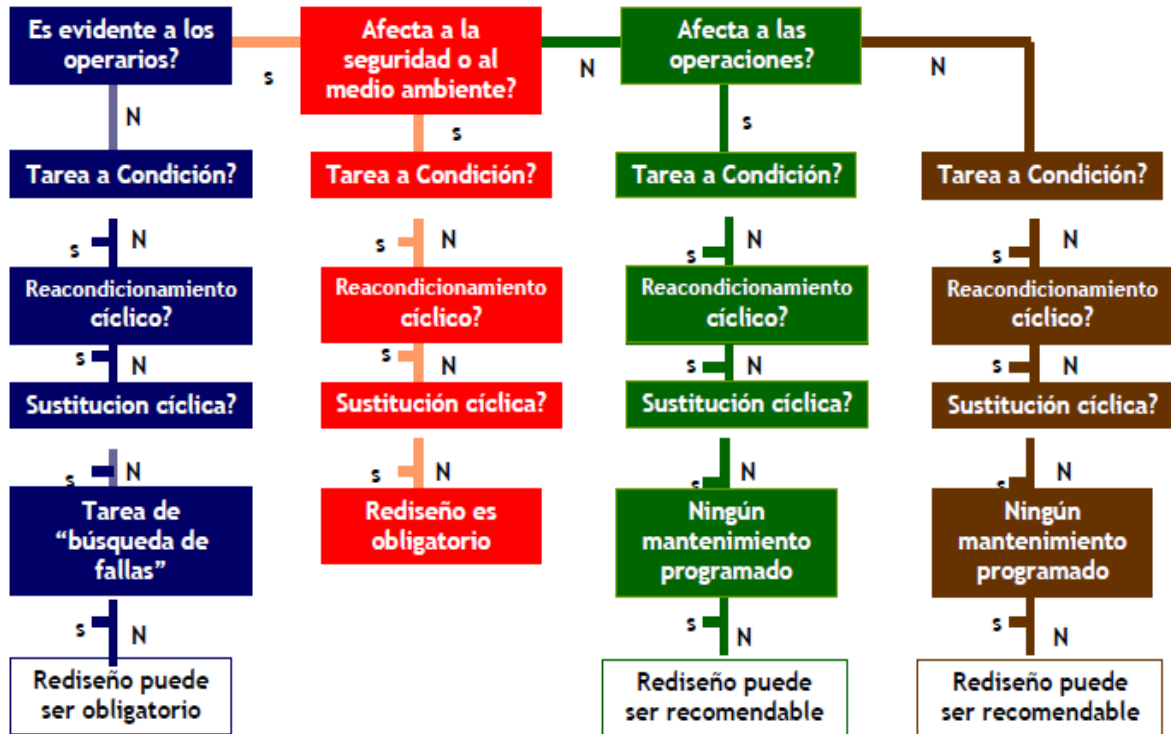 Es evidente a los
operarios?
s
Afecta a la
seguridad o al
medio ambiente?
N
Afecta a las
operaciones?
N
N
s
s
Tarea a Condición?
Tarea a Condición?
Tarea a Condición?
Tarea a Condición?
s
N
s
N
s
N
s
N
Reacondicionamiento
cíclico?
Reacondicionamiento
cíclico?
Reacondicionamiento
cíclico?
Reacondicionamiento
cíclico?
s
N
s
N
s
N
s
N
Sustitucion cíclica?
Sustitución cíclica?
Sustitución cíclica?
Sustitución cíclica?
s
N
s
N
s
N
s
N
Tarea de
“búsqueda de
fallas”
Rediseño es
obligatorio
Ningún
mantenimiento
programado
Ningún
mantenimiento
programado
s
N
s
N
s
N
Rediseño puede
ser obligatorio
Rediseño puede
ser recomendable
Rediseño puede
ser recomendable